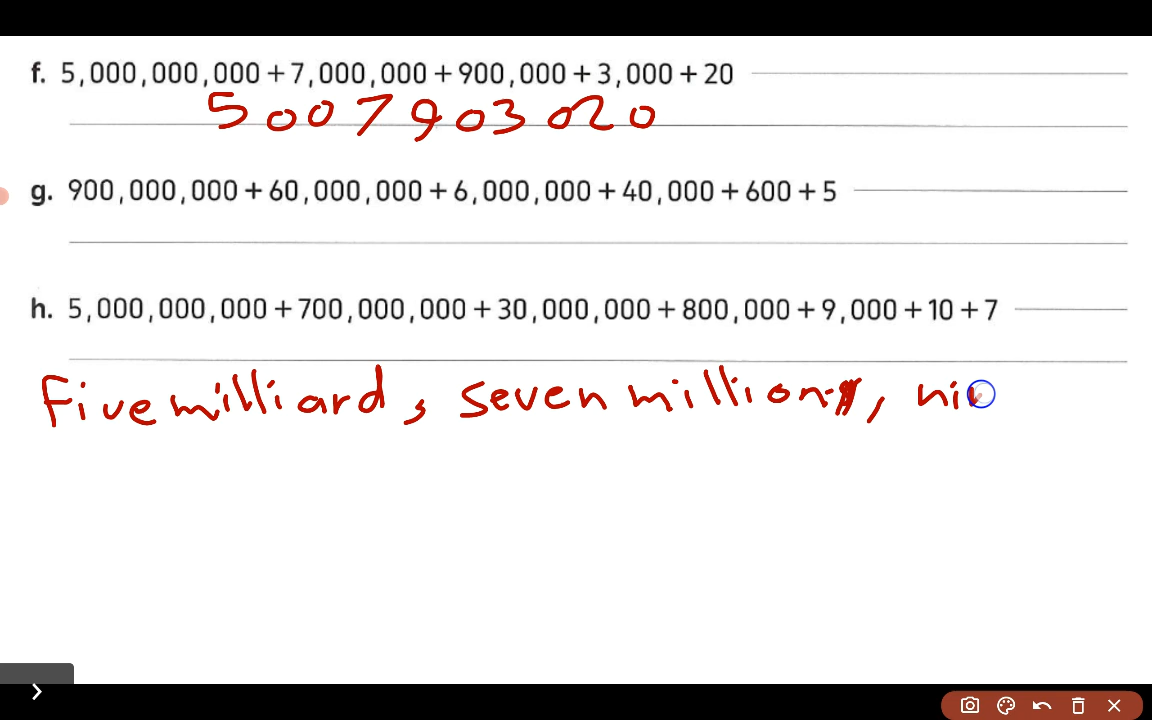 f. 5,000,000,000 + 7,000,000 + 900,000 + 3,000 + 20
5007903020
g. 900,000,000 + 60,000,000 + 6,000,000 + 40,000 + 600 + 5
h. 5,000,000,000 + 700,000,000 + 30,000,000 + 800,000 + 9,000 + 10 + 7
Five milliard, seven million, ni